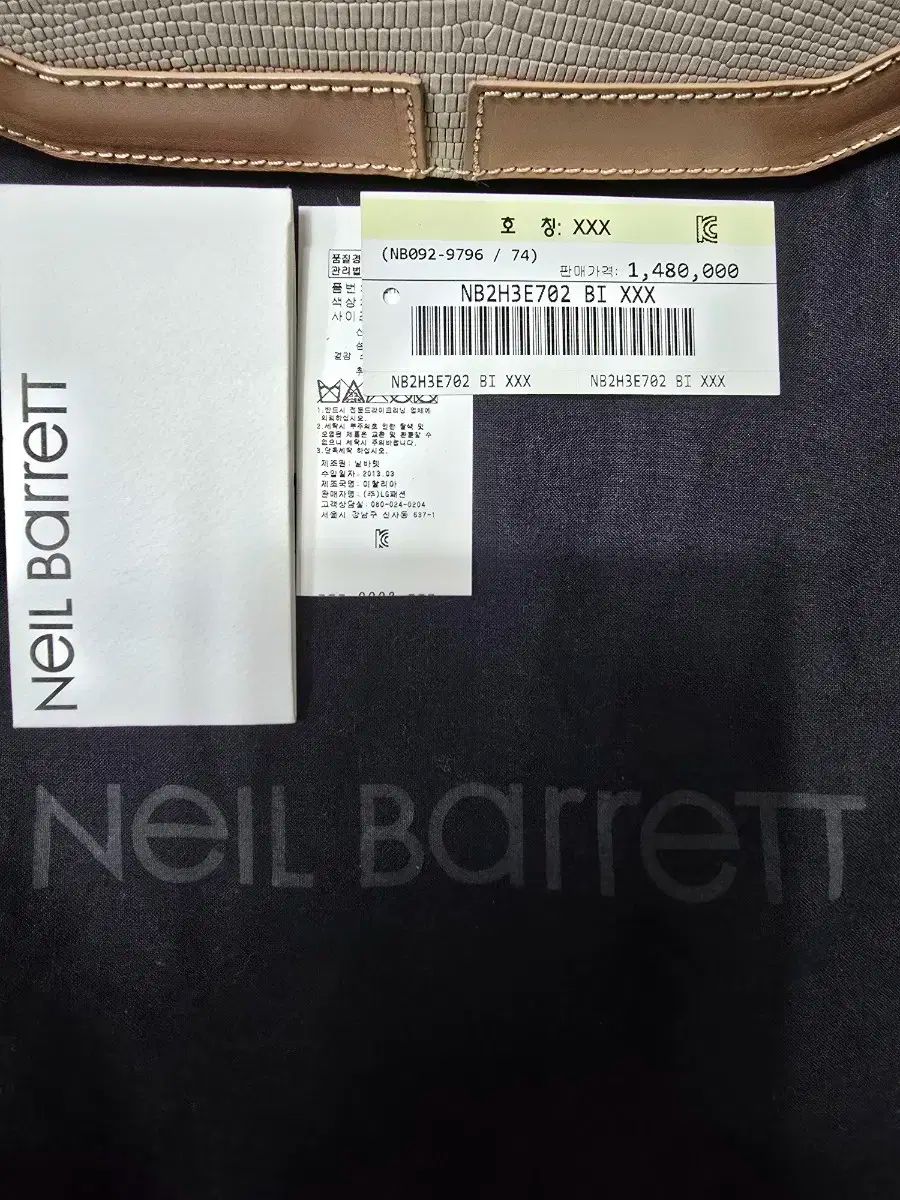 호 칭: XXX
(NB092-9796 / 74)
판매가격: 1,480,000
NB2H3E702 BI XXX
NB2H3E702 BI XXX NB2H3E702 BI XXX
품질경
관리법
품번
색상
사이
겉감
1.반드시 전문드라이크리닝 업체에
의뢰하십시오.
2.세탁시 부주의로 인한 탈색 및
오염된 제품은 교환 및 환불할 수
없으니 세탁시 주의바랍니다.
3.단독세탁 하십시오.
제조원 : 닐바렛
수입일자 : 2013.03
제조국명 : 이탈리아
판매자명 : (주)LG패션
고객상담실 : 080-024-0204
서울시 강남구 신사동 637-1
NEIL BARRETT
NEIL BARRETT